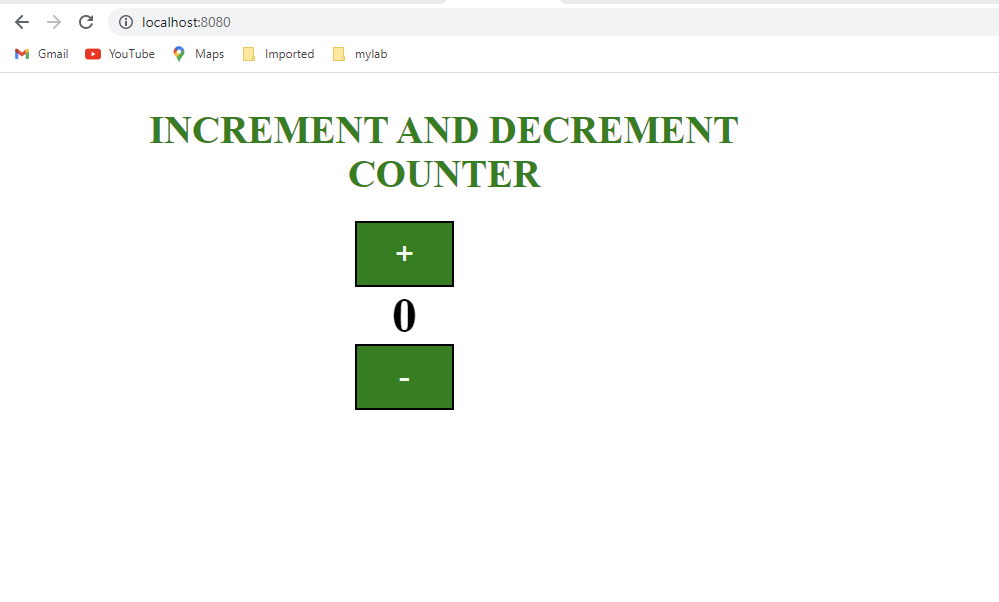 localhost:8080
Gmail YouTube Maps Imported mylab
INCREMENT AND DECREMENT
COUNTER
+
0
-